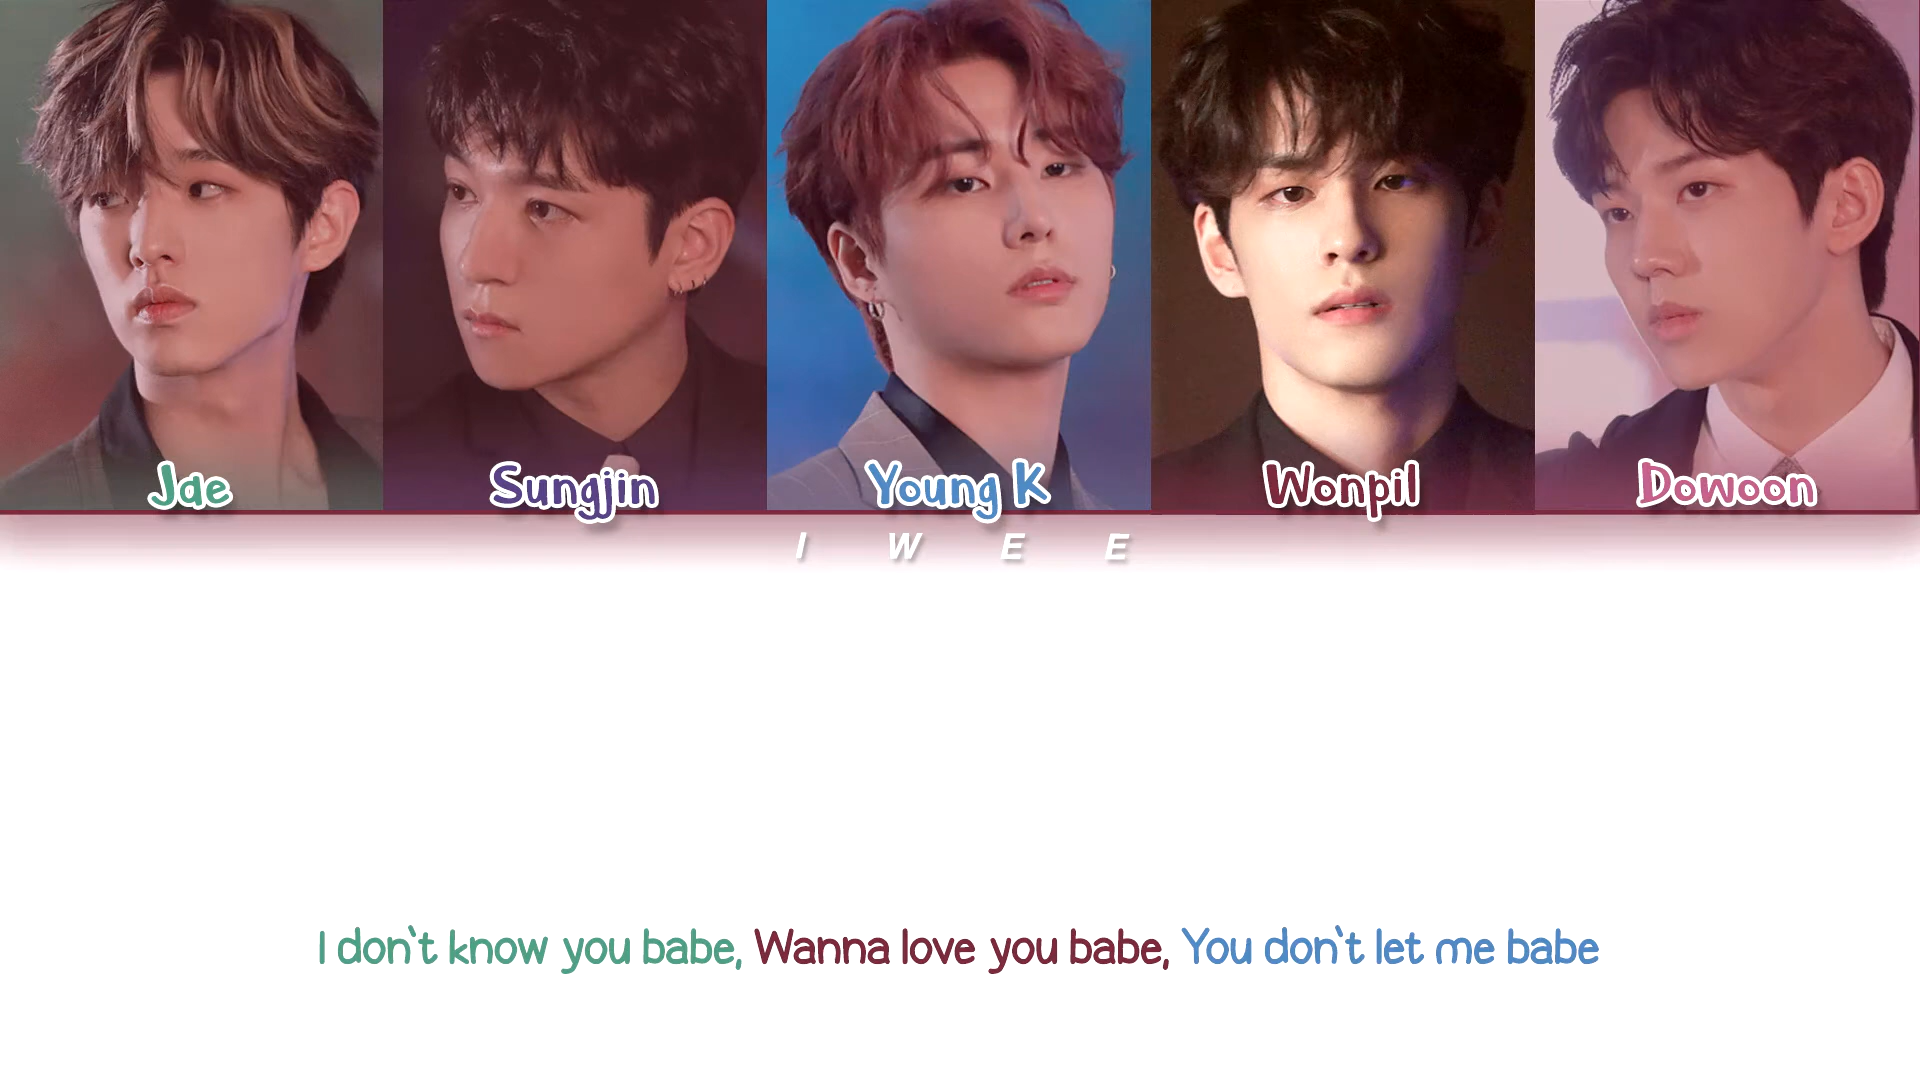 Jae Sungjin Young K Wonpil Dowoon
I W E E
I don`t know you babe, Wanna love you babe, You don`t let me babe